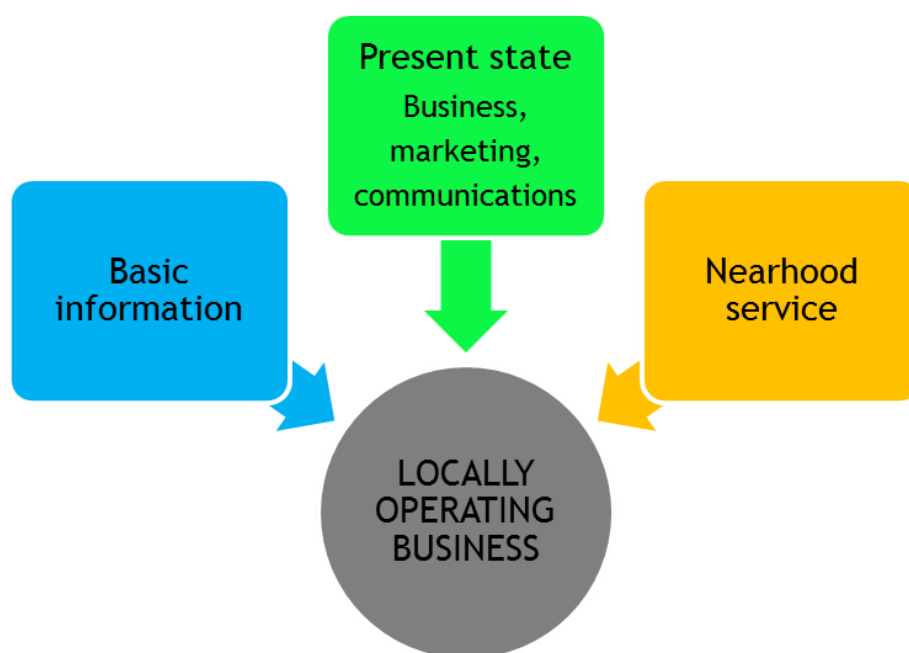 Present state
Business,
marketing,
communications
Basic
information
Nearhood
service
LOCALLY
OPERATING
BUSINESS